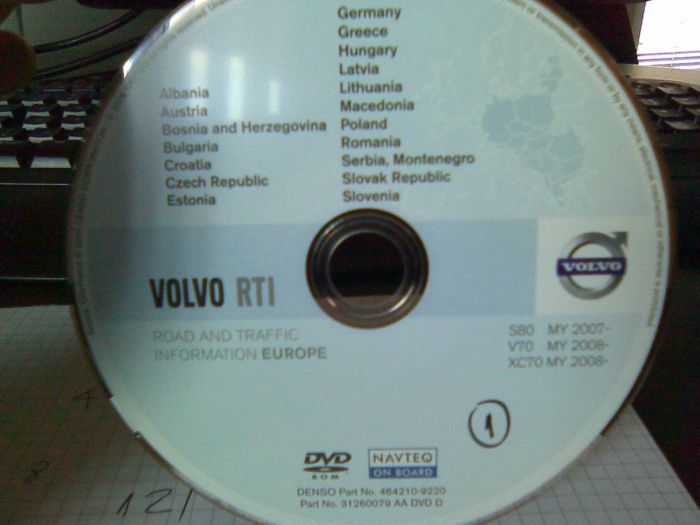 Germany
Greece
Hungary
Latvia
Lithuania
Macedonia
Poland
Romania
Serbia, Montenegro
Slovak Republic
Slovenia
Albania
Austria
Bosnia and Herzegovina
Bulgaria
Croatia
Czech Republic
Estonia
VOLVO RTI
ROAD AND TRAFFIC
INFORMATION EUROPE
VOLVO
S80 MY 2007-
V70 MY 2008-
XC70 MY 2008-
1
DVD
ROM
NAVTEQ
ON BOARD
DENSO Part No. 464210-9220
Part No. 31260079 AA DVD D
4
8
121